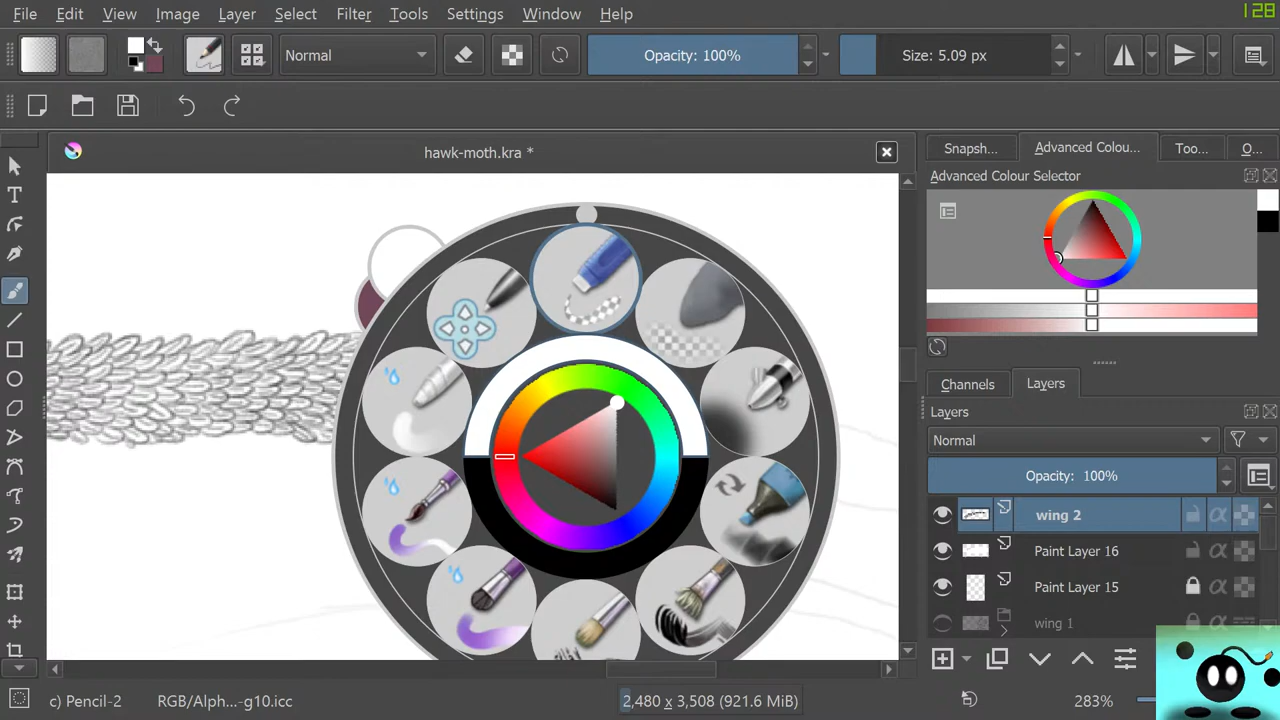 File Edit View Image Layer Select Filter Tools Settings Window Help
128
Normal
Opacity: 100%
Size: 5.09 px
hawk-moth.kra *
Snapsh...
Advanced Colou...
Too...
O...
Advanced Colour Selector
Channels
Layers
Layers
Normal
Opacity: 100%
wing 2
Paint Layer 16
Paint Layer 15
wing 1
c) Pencil-2
RGB/Alph...-g10.icc
2,480 x 3,508 (921.6 MiB)
283%